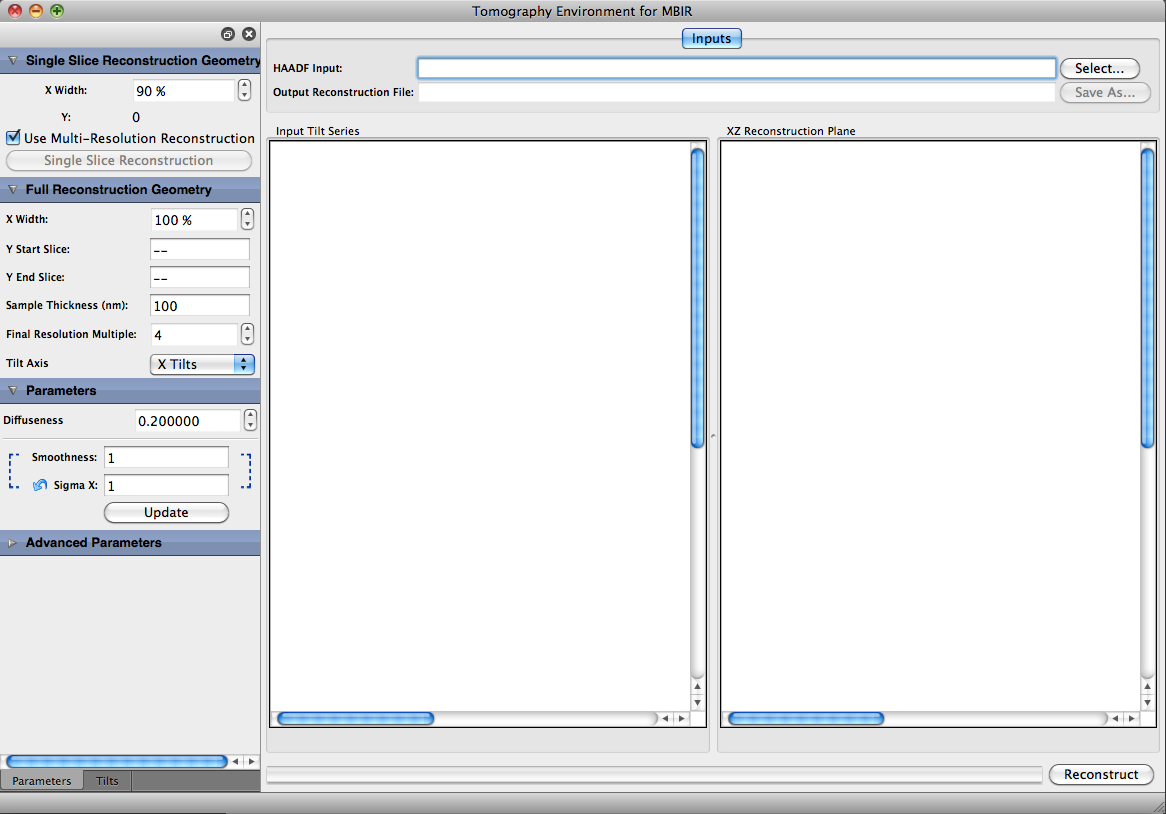 Tomography Environment for MBIR
Single Slice Reconstruction Geometry
X Width: 90 %
Y: 0
Use Multi-Resolution Reconstruction
Single Slice Reconstruction
Full Reconstruction Geometry
X Width: 100 %
Y Start Slice: --
Y End Slice: --
Sample Thickness (nm): 100
Final Resolution Multiple: 4
Tilt Axis X Tilts
Parameters
Diffuseness 0.200000
Smoothness: 1
Sigma X: 1
Update
Advanced Parameters
Parameters Tilts
Inputs
HAADF Input: Select...
Output Reconstruction File: Save As...
Input Tilt Series
XZ Reconstruction Plane
Reconstruct